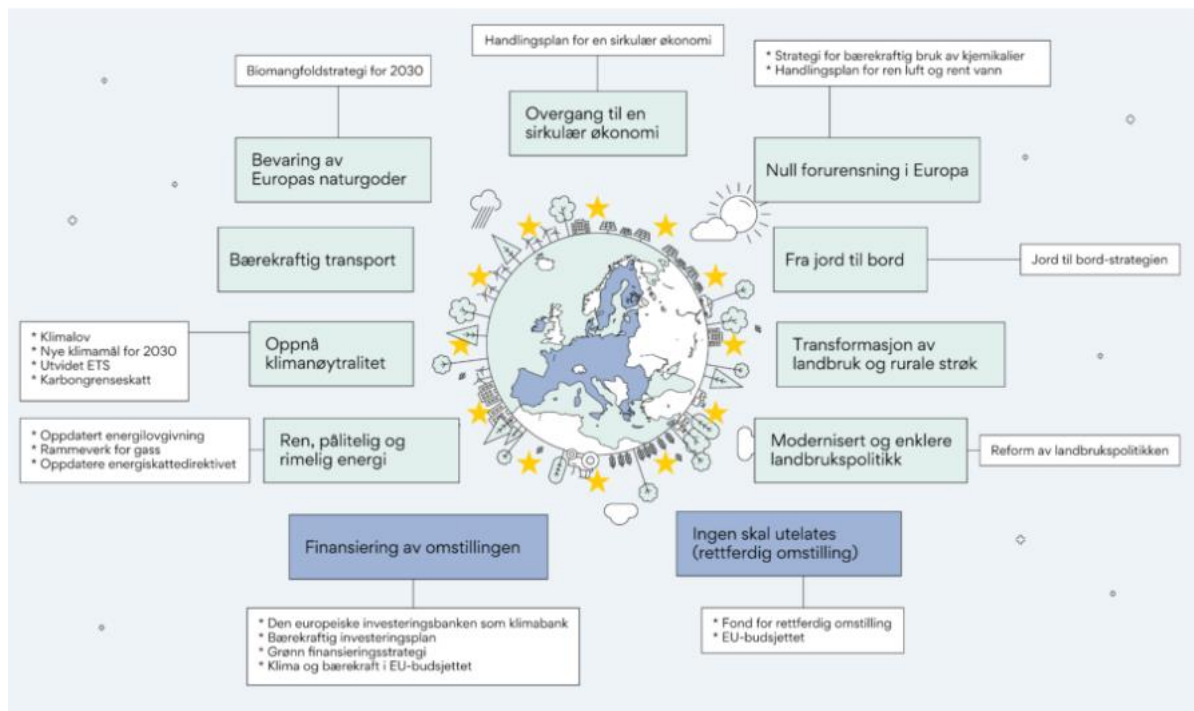 Handlingsplan for en sirkulær økonomi
Overgang til en
sirkulær økonomi
* Strategi for bærekraftig bruk av kjemikalier
* Handlingsplan for ren luft og rent vann
Null forurensning i Europa
Biomangfoldstrategi for 2030
Bevaring av
Europas naturgoder
Bærekraftig transport
Fra jord til bord
Jord til bord-strategien
* Klimalov
* Nye klimamål for 2030
* Utvidet ETS
* Karbongrenseskatt
Oppnå
klimanøytralitet
Transformasjon av
landbruk og rurale strøk
* Oppdatert energilovgivning
* Rammeverk for gass
* Oppdatere energiskattedirektivet
Ren, pålitelig og
rimelig energi
Modernisert og enklere
landbrukspolitikk
Reform av landbrukspolitikken
Finansiering av omstillingen
* Den europeiske investeringsbanken som klimabank
* Bærekraftig investeringsplan
* Grønn finansieringsstrategi
* Klima og bærekraft i EU-budsjettet
Ingen skal utelates
(rettferdig omstilling)
* Fond for rettferdig omstilling
* EU-budsjettet